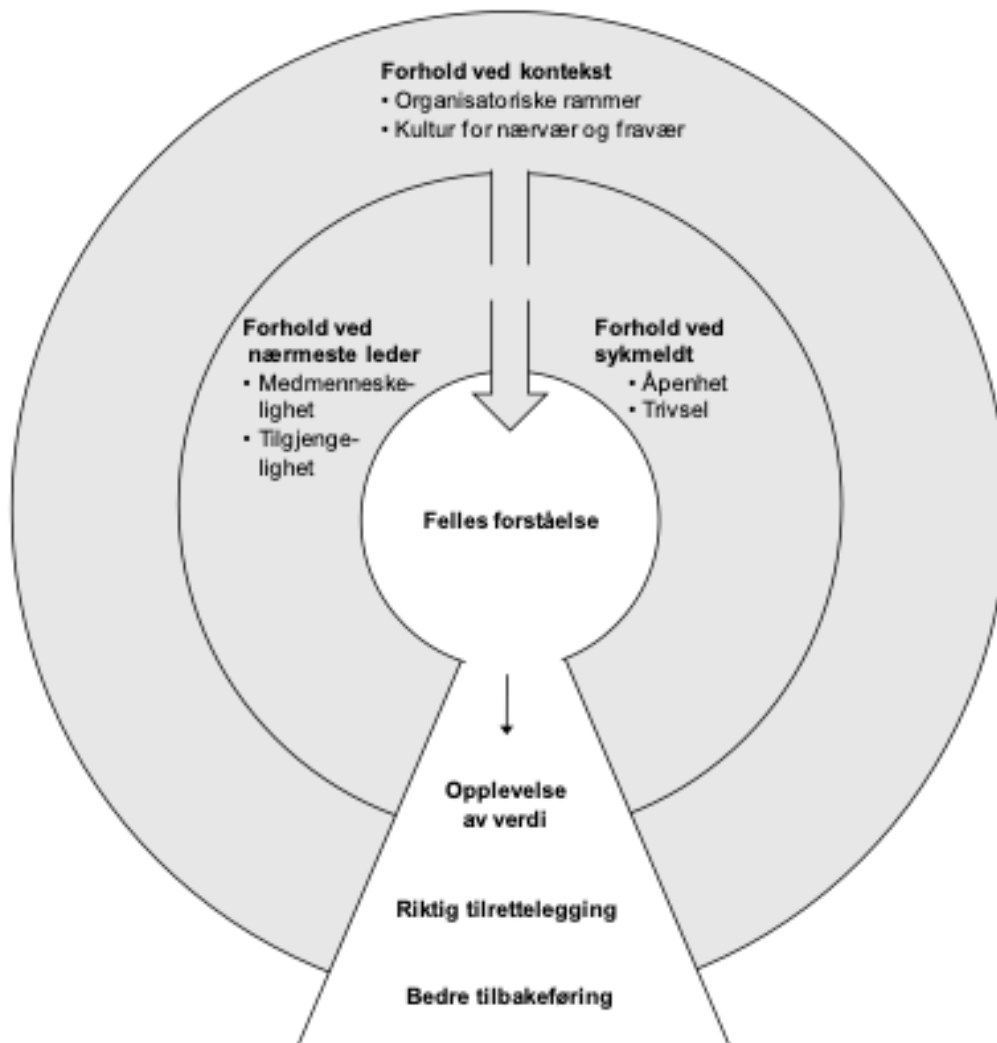 Forhold ved kontekst
• Organisatoriske rammer
• Kultur for nærvær og fravær
Forhold ved
nærmeste leder
• Medmenneske-
lighet
• Tilgjenge-
lighet
Forhold ved
sykmeldt
• Åpenhet
• Trivsel
Felles forståelse
Opplevelse
av verdi
Riktig tilrettelegging
Bedre tilbakeføring